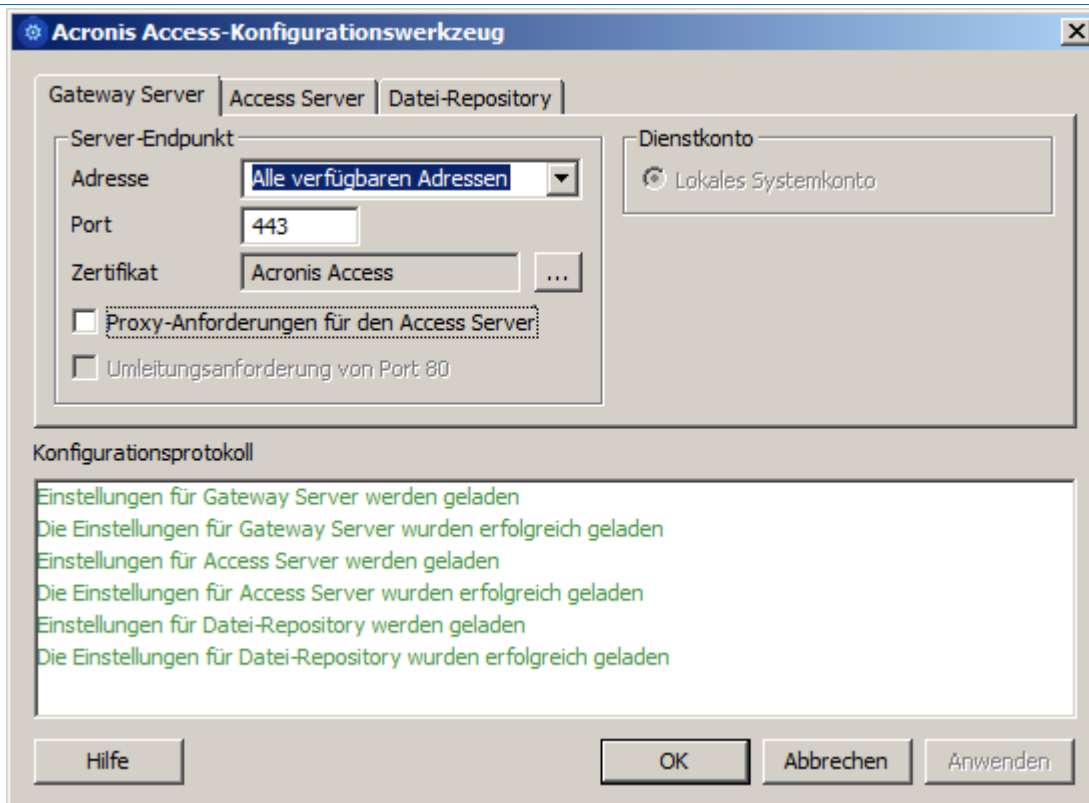 Acronis Access-Konfigurationswerkzeug
Gateway Server
Access Server
Datei-Repository
Server-Endpunkt
Adresse
Alle verfügbaren Adressen
Port
443
Zertifikat
Acronis Access
...
Proxy-Anforderungen für den Access Server
Umleitungsanforderung von Port 80
Dienstkonto
Lokales Systemkonto
Konfigurationsprotokoll
Einstellungen für Gateway Server werden geladen
Die Einstellungen für Gateway Server wurden erfolgreich geladen
Einstellungen für Access Server werden geladen
Die Einstellungen für Access Server wurden erfolgreich geladen
Einstellungen für Datei-Repository werden geladen
Die Einstellungen für Datei-Repository wurden erfolgreich geladen
Hilfe
OK
Abbrechen
Anwenden